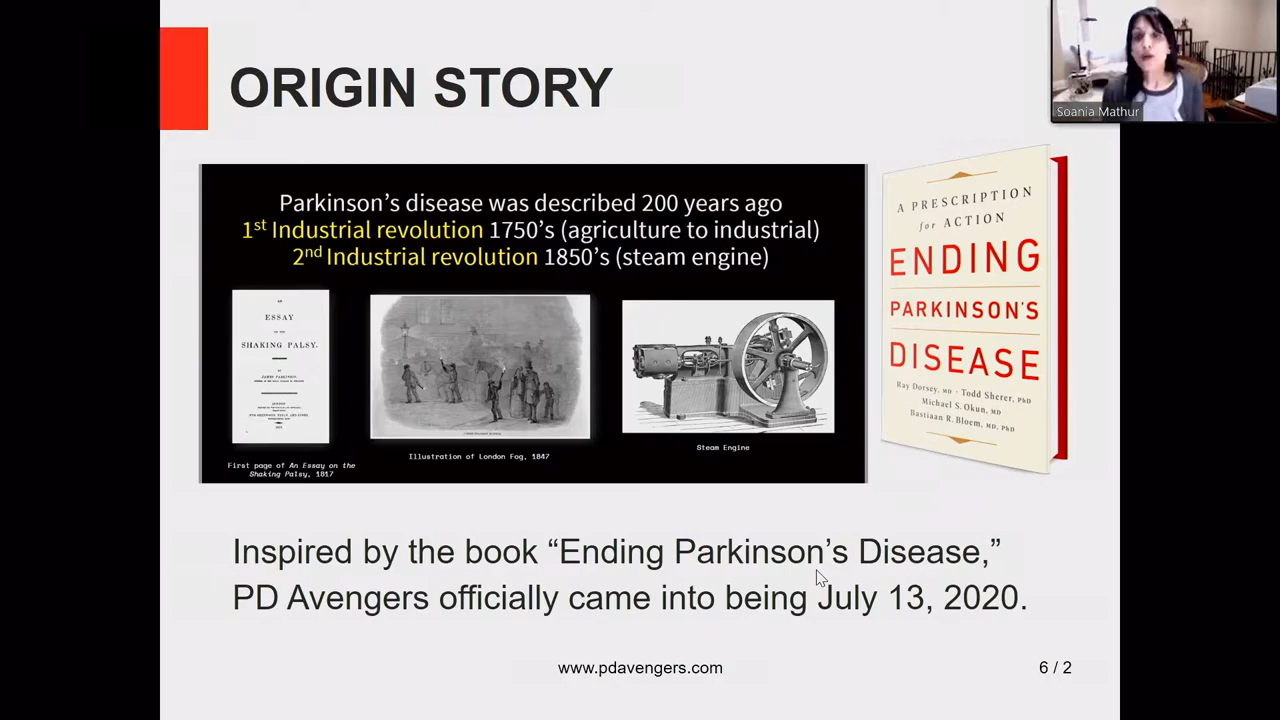 ORIGIN STORY
Soania Mathur
Parkinson's disease was described 200 years ago
1st Industrial revolution 1750's (agriculture to industrial)
2nd Industrial revolution 1850's (steam engine)
AN
ESSAY
ON THE
SHAKING PALSY.
BY
JAMES PARKINSON,
First page of An Essay on the
Shaking Palsy, 1817
Illustration of London Fog, 1847
Steam Engine
A PRESCRIPTION
for ACTION
ENDING
PARKINSON'S
DISEASE
Ray Dorsey, MD · Todd Sherer, PhD
Michael S. Okun, MD
Bastiaan R. Bloem, MD, PhD
Inspired by the book “Ending Parkinson’s Disease,”
PD Avengers officially came into being July 13, 2020.
www.pdavengers.com
6 / 2